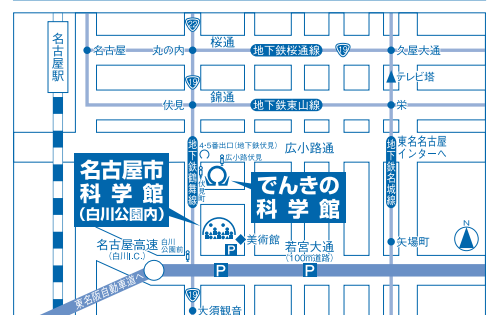 22
桜通
名古屋駅
名古屋
丸の内
地下鉄桜通線
19
久屋大通
テレビ塔
19
錦通
伏見
地下鉄東山線
栄
4・5番出口(地下鉄伏見)
広小路通
広小路伏見
地下鉄鶴舞線
地下鉄名城線
東名名古屋
インターへ
伏見町
名古屋市
科学館
(白川公園内)
でんきの
科学館
美術館
P
矢場町
N
名古屋高速
(白川I.C.)
白川
公園前
若宮大通
(100m道路)
P
P
東名阪自動車道へ
19
大須観音